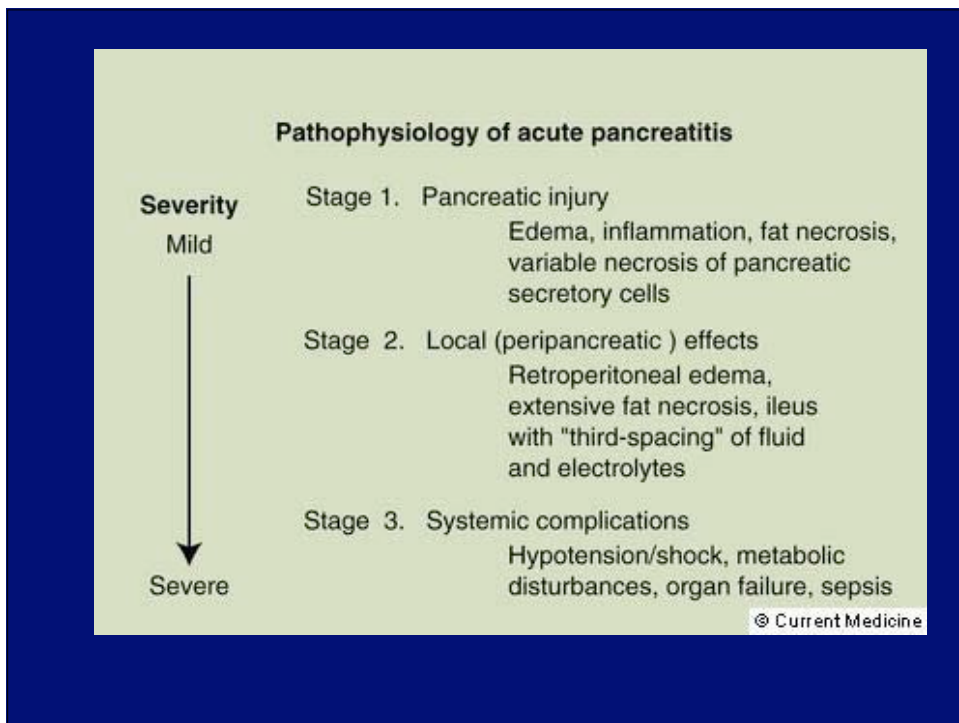 Pathophysiology of acute pancreatitis
Severity
Mild
Severe
Stage 1. Pancreatic injury
Edema, inflammation, fat necrosis,
variable necrosis of pancreatic
secretory cells
Stage 2. Local (peripancreatic ) effects
Retroperitoneal edema,
extensive fat necrosis, ileus
with "third-spacing" of fluid
and electrolytes
Stage 3. Systemic complications
Hypotension/shock, metabolic
disturbances, organ failure, sepsis
© Current Medicine